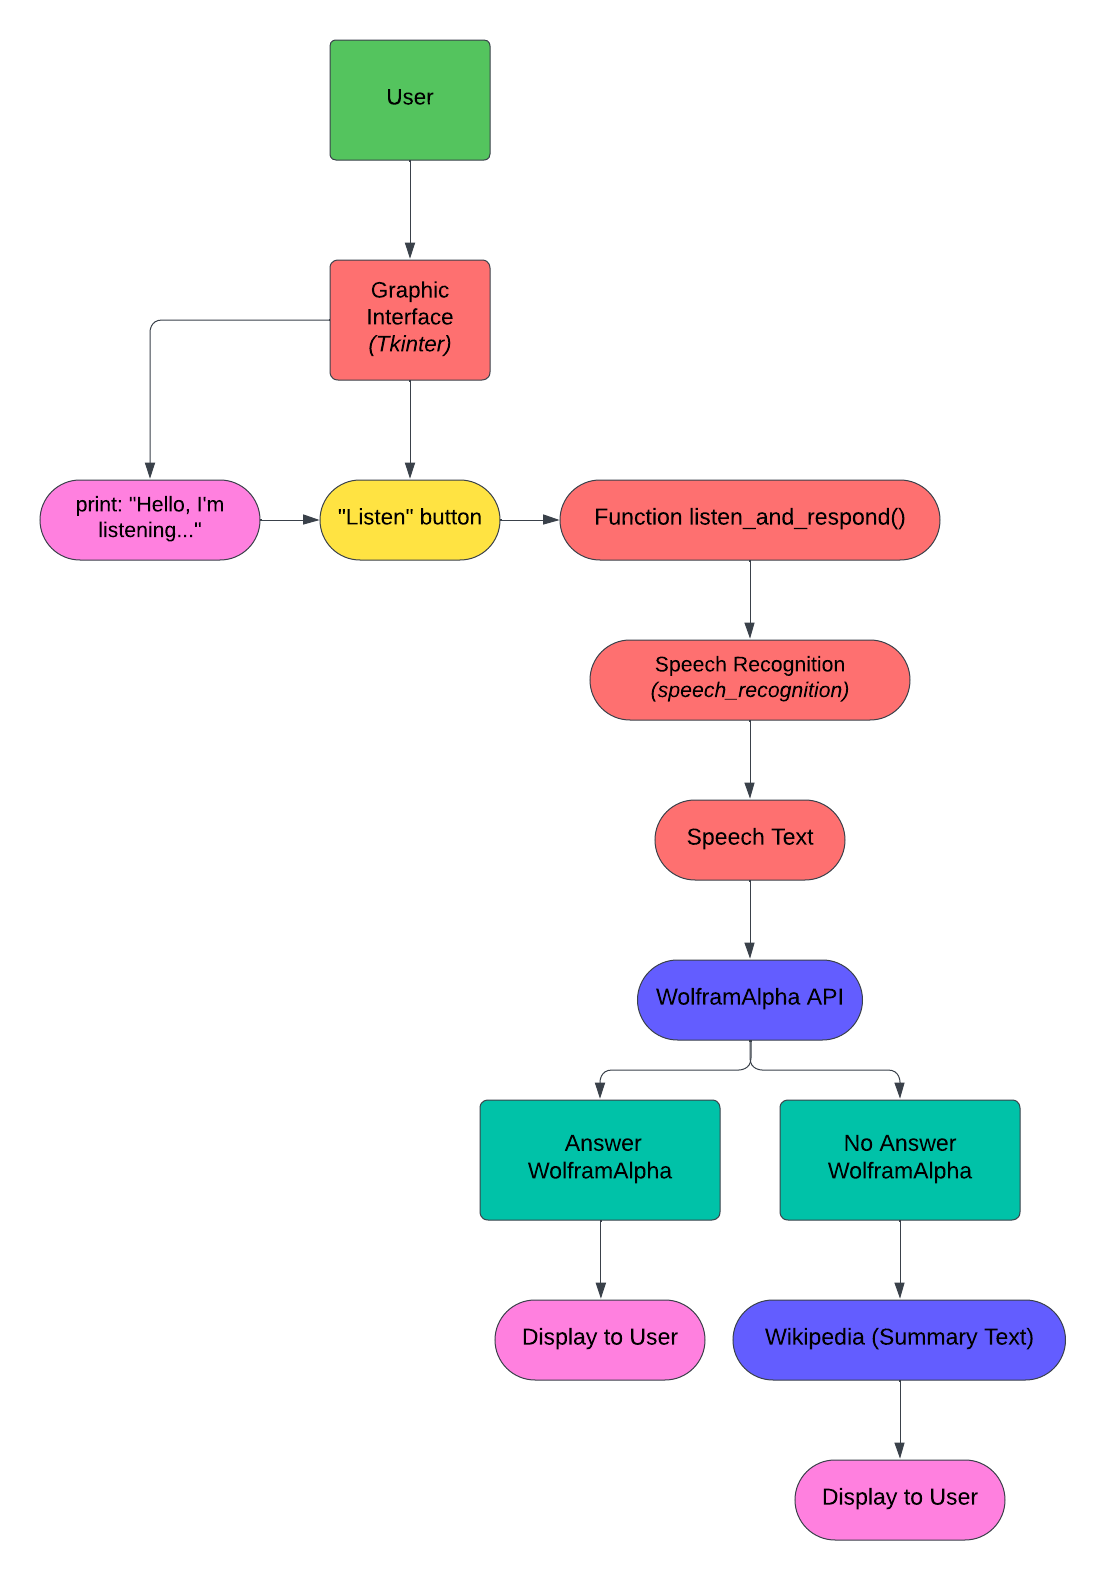 User
Graphic
Interface
(Tkinter)
print: "Hello, I'm
listening..."
"Listen" button
Function listen_and_respond()
Speech Recognition
(speech_recognition)
Speech Text
WolframAlpha API
Answer
WolframAlpha
No Answer
WolframAlpha
Display to User
Wikipedia (Summary Text)
Display to User